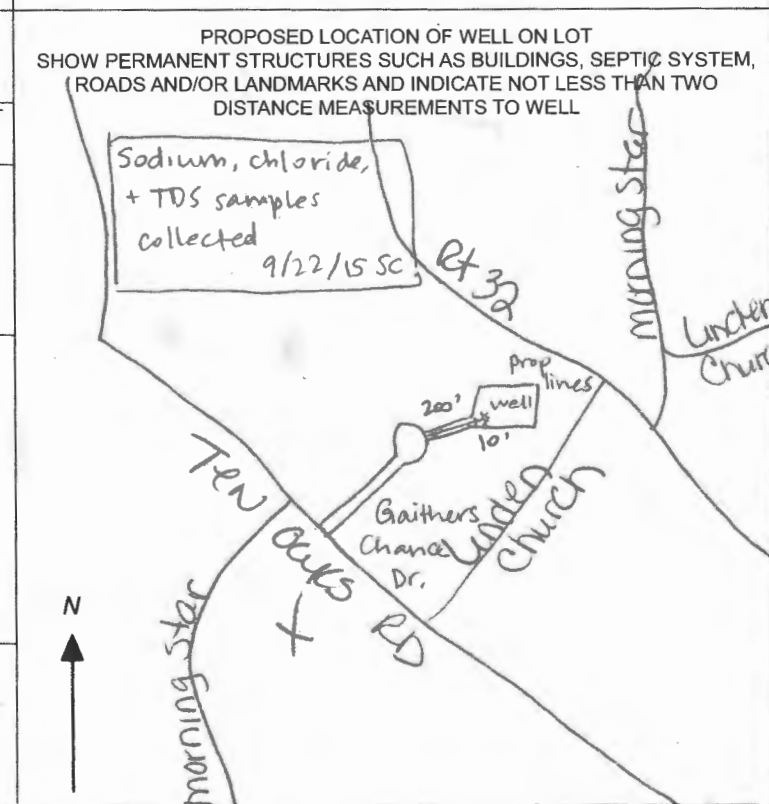 PROPOSED LOCATION OF WELL ON LOT
SHOW PERMANENT STRUCTURES SUCH AS BUILDINGS, SEPTIC SYSTEM,
ROADS AND/OR LANDMARKS AND INDICATE NOT LESS THAN TWO
DISTANCE MEASUREMENTS TO WELL
Sodium, chloride,
+ TDS samples
collected
9/22/15 SC
Rt 32
morning star
Linden
Churc
prop
lines
200'
well
10'
TEN OAKS RD
Gaithers
Chance
Dr.
Linden
Church
N
morning star